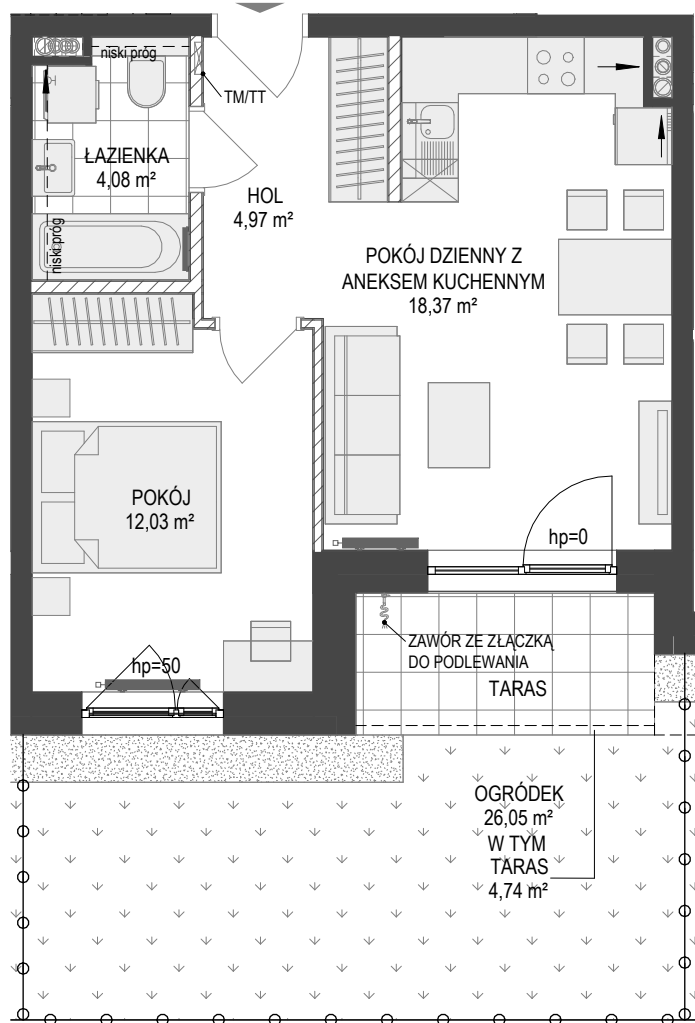 niski próg
TM/TT
ŁAZIENKA
4,08 m²
HOL
4,97 m²
niski próg
POKÓJ DZIENNY Z
ANEKSEM KUCHENNYM
18,37 m²
POKÓJ
12,03 m²
hp=0
hp=50
ZAWÓR ZE ZŁĄCZKĄ
DO PODLEWANIA
TARAS
OGRÓDEK
26,05 m²
W TYM
TARAS
4,74 m²